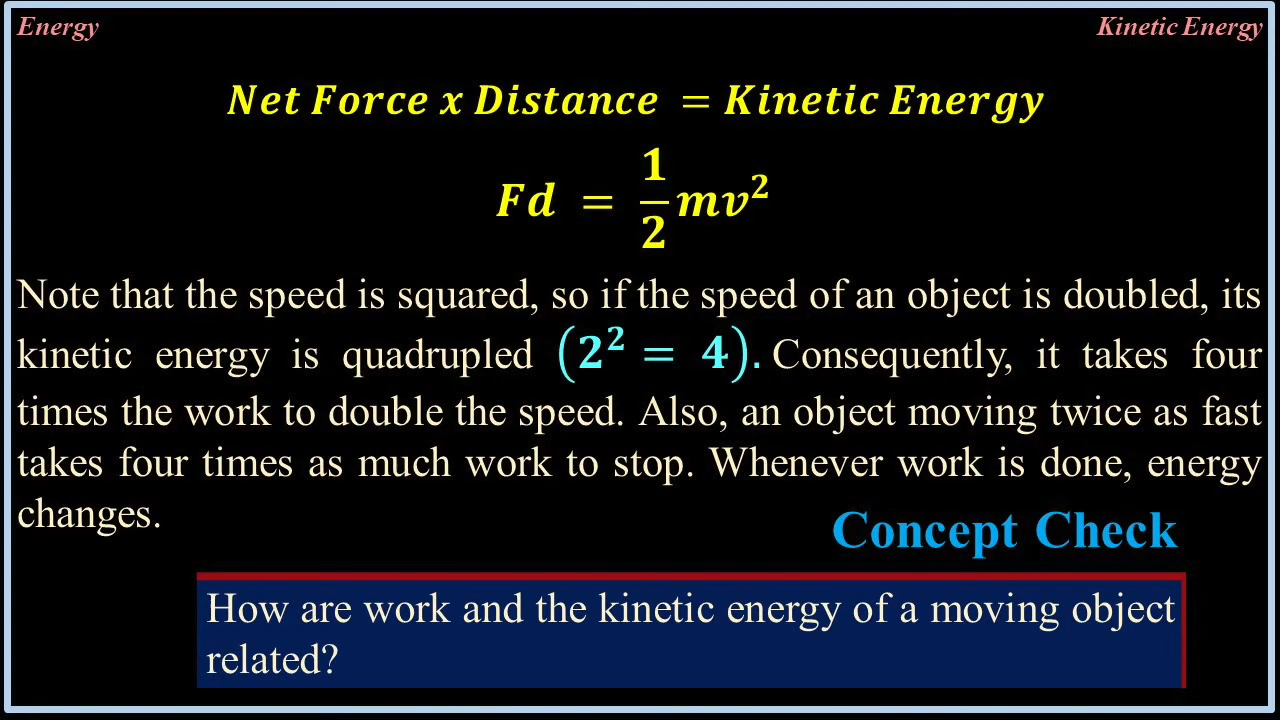 Energy
Kinetic Energy
Net Force x Distance = Kinetic Energy
Fd = 1/2 mv²
Note that the speed is squared, so if the speed of an object is doubled, its
kinetic energy is quadrupled (2² = 4). Consequently, it takes four
times the work to double the speed. Also, an object moving twice as fast
takes four times as much work to stop. Whenever work is done, energy
changes.
Concept Check
How are work and the kinetic energy of a moving object
related?